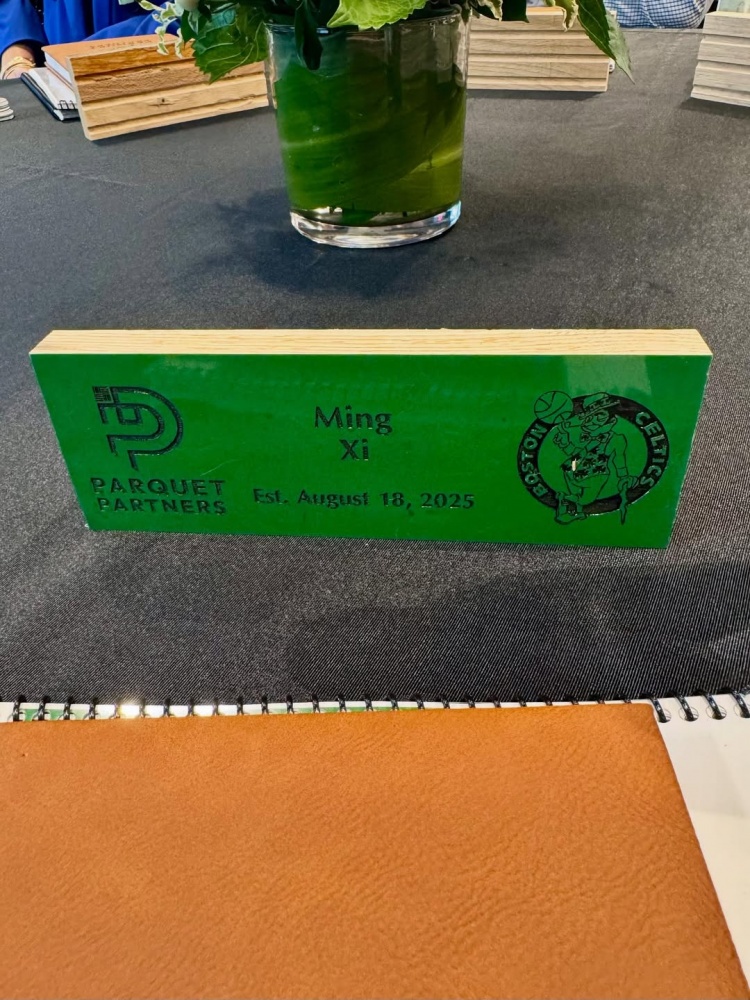 Ming
Xi
PARQUET
PARTNERS
Est. August 18, 2025
BOSTON CELTICS